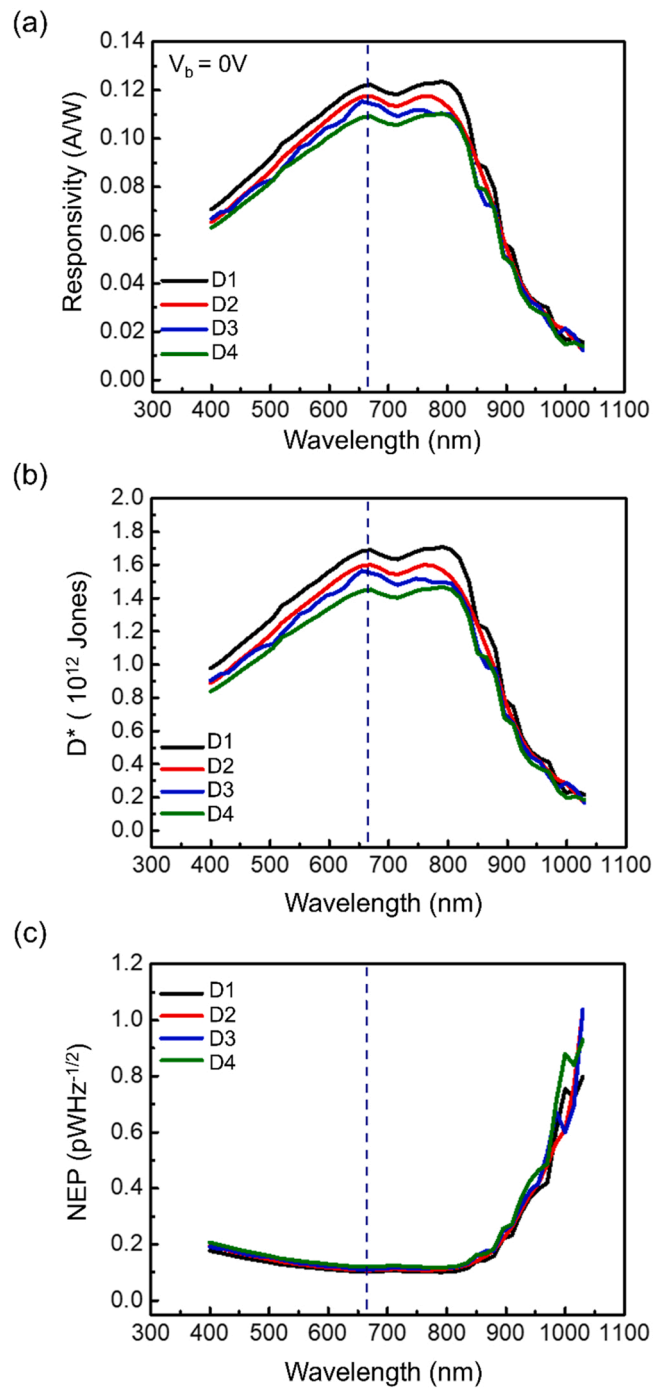 (a)
V_b = 0V
Responsivity (A/W)
0.14
0.12
0.10
0.08
0.06
0.04
0.02
0.00
D1
D2
D3
D4
300 400 500 600 700 800 900 1000 1100
Wavelength (nm)
(b)
D* ( 10^12 Jones)
2.0
1.8
1.6
1.4
1.2
1.0
0.8
0.6
0.4
0.2
0.0
D1
D2
D3
D4
300 400 500 600 700 800 900 1000 1100
Wavelength (nm)
(c)
NEP (pWHz^-1/2)
1.2
1.0
0.8
0.6
0.4
0.2
0.0
D1
D2
D3
D4
300 400 500 600 700 800 900 1000 1100
Wavelength (nm)